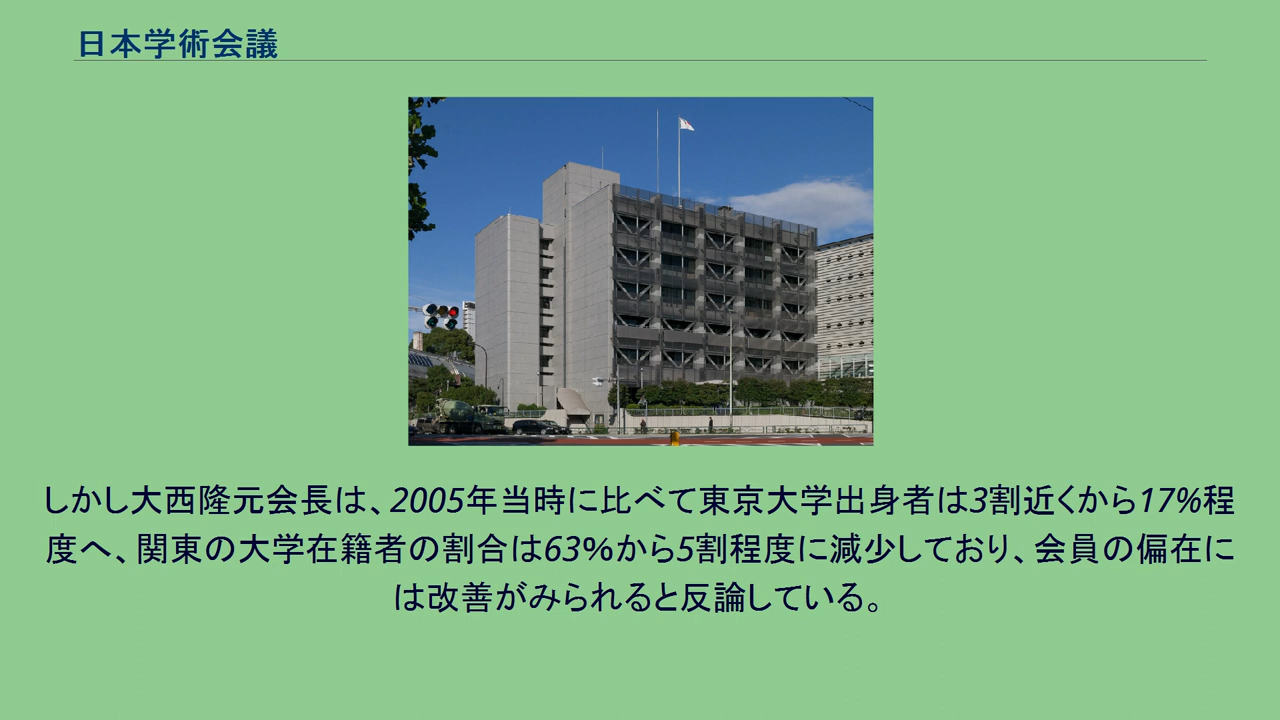 日本学術会議
しかし大西隆元会長は、2005年当時に比べて東京大学出身者は3割近くから17%程
度へ、関東の大学在籍者の割合は63%から5割程度に減少しており、会員の偏在に
は改善がみられると反論している。